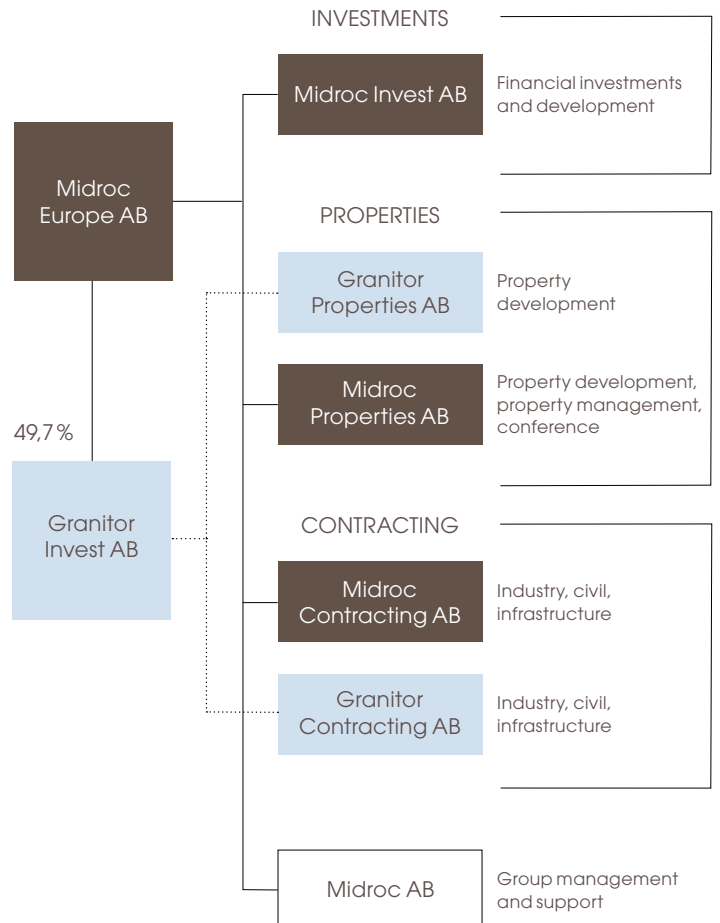 INVESTMENTS
Midroc Invest AB
Financial investments
and development
Midroc
Europe AB
PROPERTIES
Granitor
Properties AB
Property
development
Midroc
Properties AB
Property development,
property management,
conference
49,7 %
Granitor
Invest AB
CONTRACTING
Midroc
Contracting AB
Industry, civil,
infrastructure
Granitor
Contracting AB
Industry, civil,
infrastructure
Midroc AB
Group management
and support